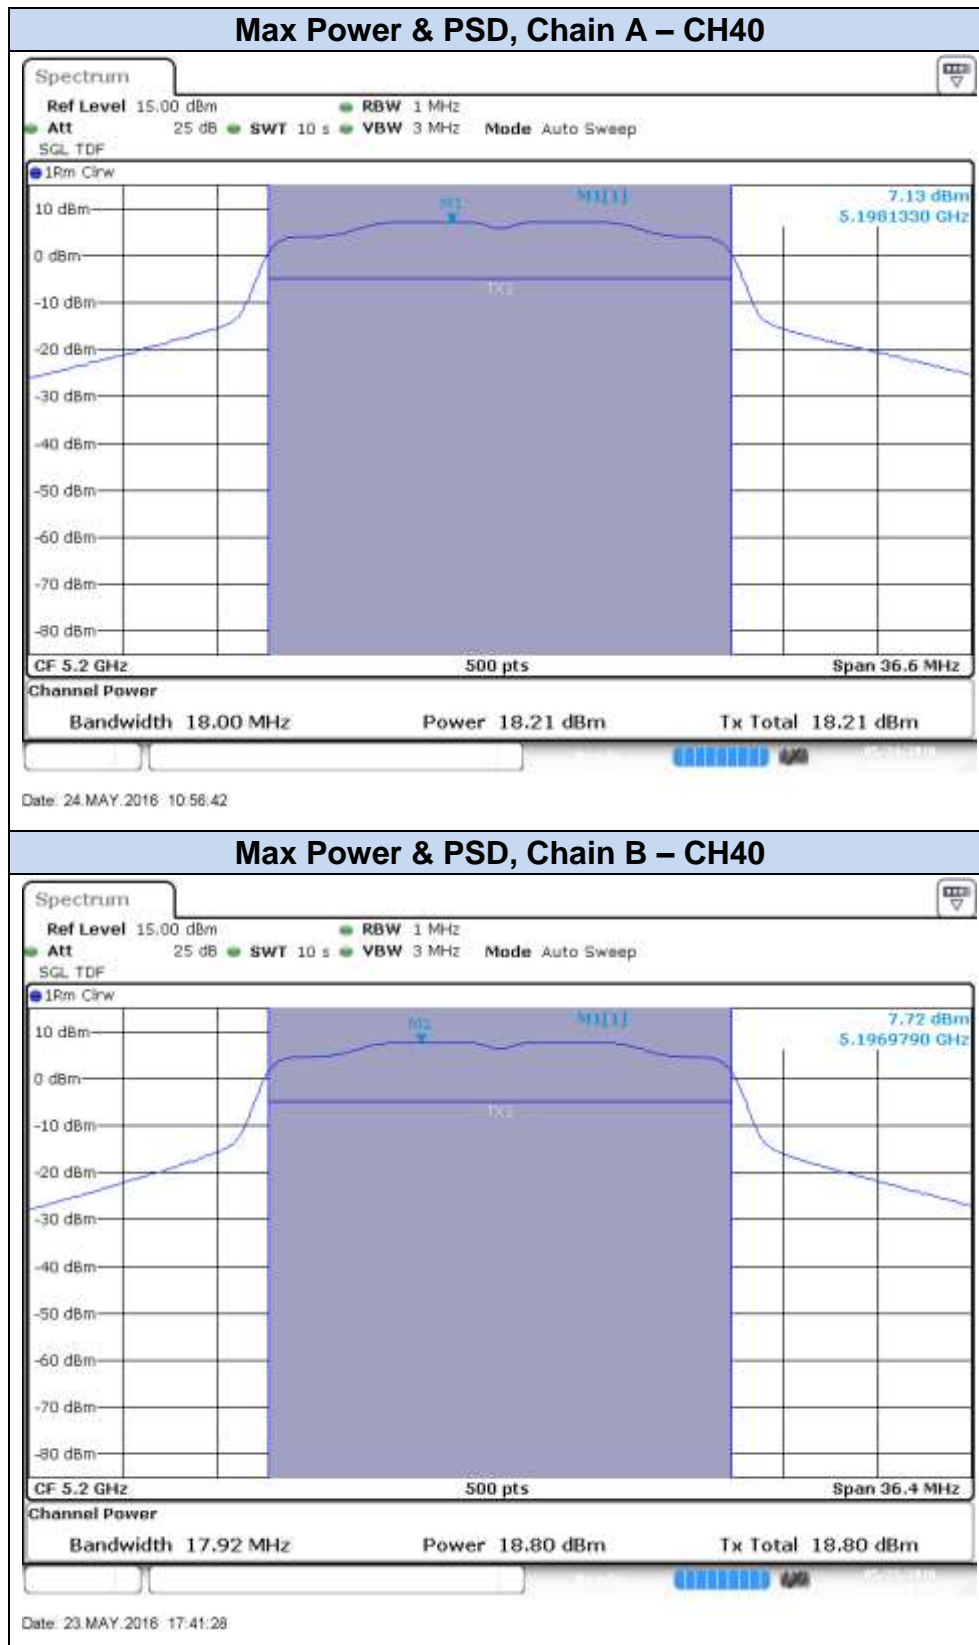 Max Power & PSD, Chain A – CH40
Spectrum
Ref Level 15.00 dBm RBW 1 MHz
Att 25 dB SWT 10 s VBW 3 MHz Mode Auto Sweep
SGL TDF
1Rm Clrw
M1[1] 7.13 dBm
5.1981330 GHz
M1
10 dBm
0 dBm
TX1
-10 dBm
-20 dBm
-30 dBm
-40 dBm
-50 dBm
-60 dBm
-70 dBm
-80 dBm
CF 5.2 GHz 500 pts Span 36.6 MHz
Channel Power
Bandwidth 18.00 MHz Power 18.21 dBm Tx Total 18.21 dBm
Date: 24.MAY.2016 10:56:42
Max Power & PSD, Chain B – CH40
Spectrum
Ref Level 15.00 dBm RBW 1 MHz
Att 25 dB SWT 10 s VBW 3 MHz Mode Auto Sweep
SGL TDF
1Rm Clrw
M1[1] 7.72 dBm
5.1969790 GHz
M1
10 dBm
0 dBm
TX1
-10 dBm
-20 dBm
-30 dBm
-40 dBm
-50 dBm
-60 dBm
-70 dBm
-80 dBm
CF 5.2 GHz 500 pts Span 36.4 MHz
Channel Power
Bandwidth 17.92 MHz Power 18.80 dBm Tx Total 18.80 dBm
Date: 23.MAY.2016 17:41:28